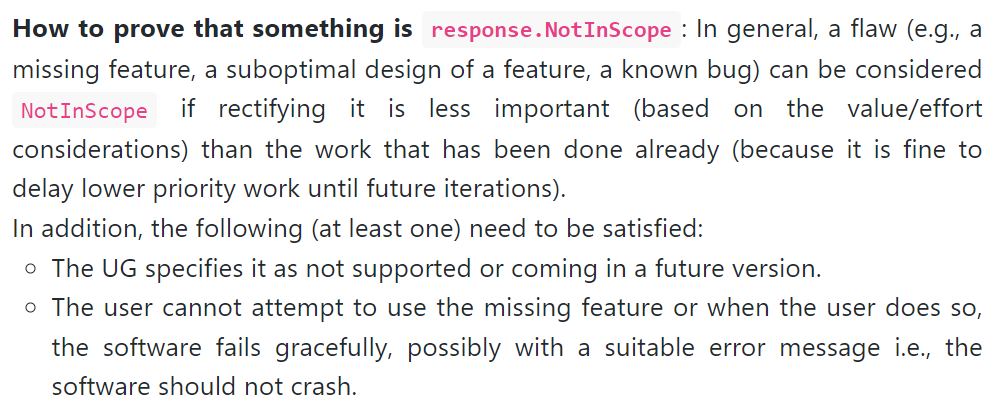 How to prove that something is response.NotInScope: In general, a flaw (e.g., a
missing feature, a suboptimal design of a feature, a known bug) can be considered
NotInScope if rectifying it is less important (based on the value/effort
considerations) than the work that has been done already (because it is fine to
delay lower priority work until future iterations).
In addition, the following (at least one) need to be satisfied:
○ The UG specifies it as not supported or coming in a future version.
○ The user cannot attempt to use the missing feature or when the user does so,
the software fails gracefully, possibly with a suitable error message i.e., the
software should not crash.